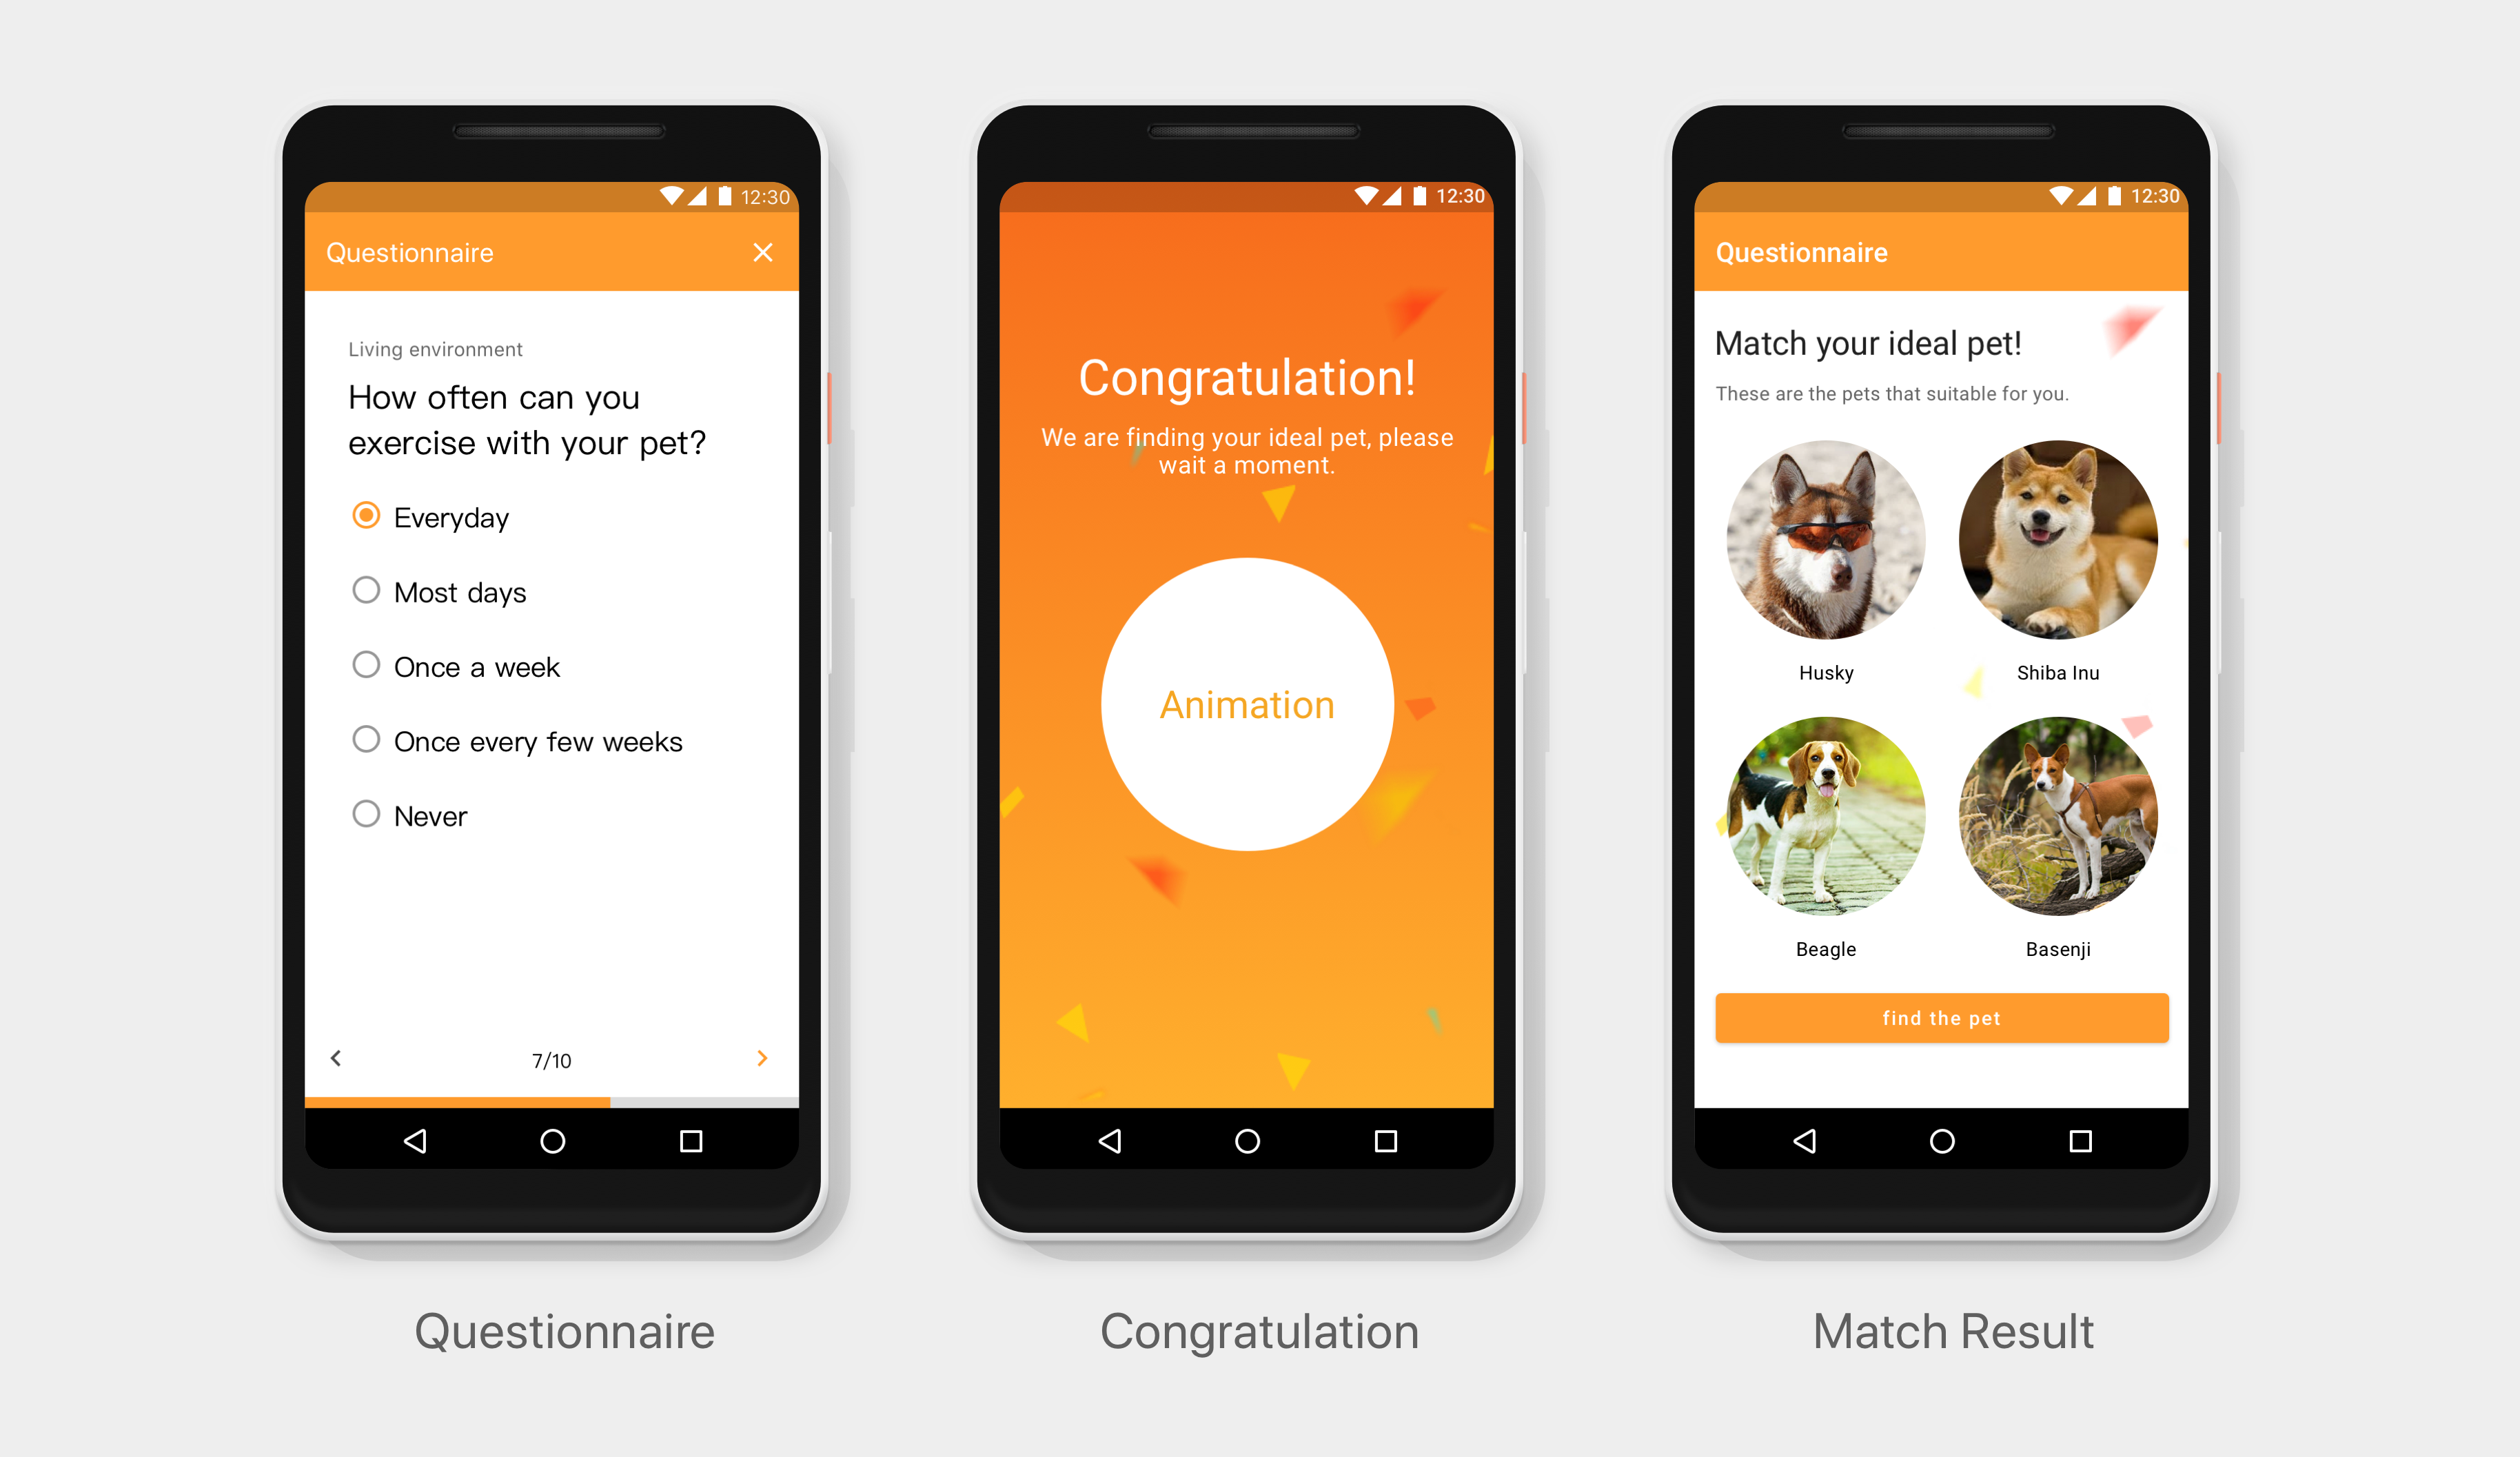 12:30
Questionnaire
Living environment
How often can you
exercise with your pet?
Everyday
Most days
Once a week
Once every few weeks
Never
7/10
Questionnaire
12:30
Congratulation!
We are finding your ideal pet, please
wait a moment.
Animation
Congratulation
12:30
Questionnaire
Match your ideal pet!
These are the pets that suitable for you.
Husky
Shiba Inu
Beagle
Basenji
find the pet
Match Result